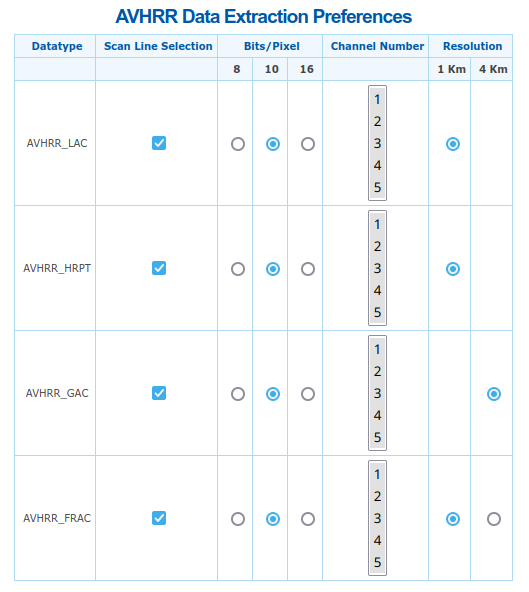 AVHRR Data Extraction Preferences
Datatype Scan Line Selection Bits/Pixel Channel Number Resolution
8 10 16 1 Km 4 Km
AVHRR_LAC
1
2
3
4
5
AVHRR_HRPT
1
2
3
4
5
AVHRR_GAC
1
2
3
4
5
AVHRR_FRAC
1
2
3
4
5